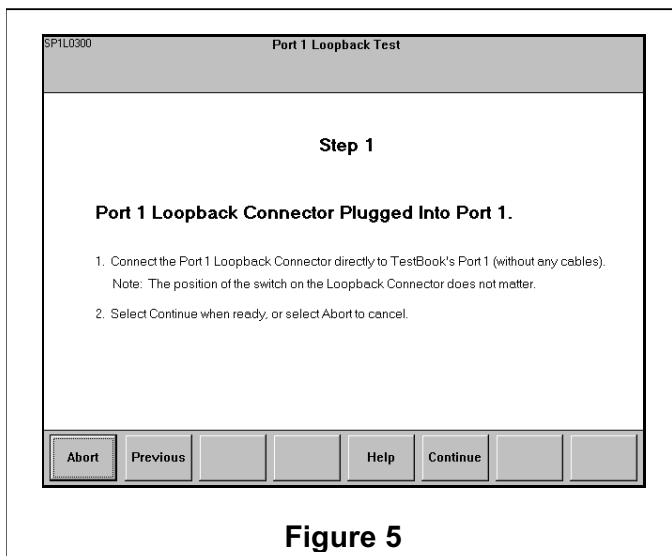 SP1L0300
Port 1 Loopback Test
Step 1
Port 1 Loopback Connector Plugged Into Port 1.
1. Connect the Port 1 Loopback Connector directly to TestBook's Port 1 (without any cables).
Note: The position of the switch on the Loopback Connector does not matter.
2. Select Continue when ready, or select Abort to cancel.
Abort Previous Help Continue
Figure 5